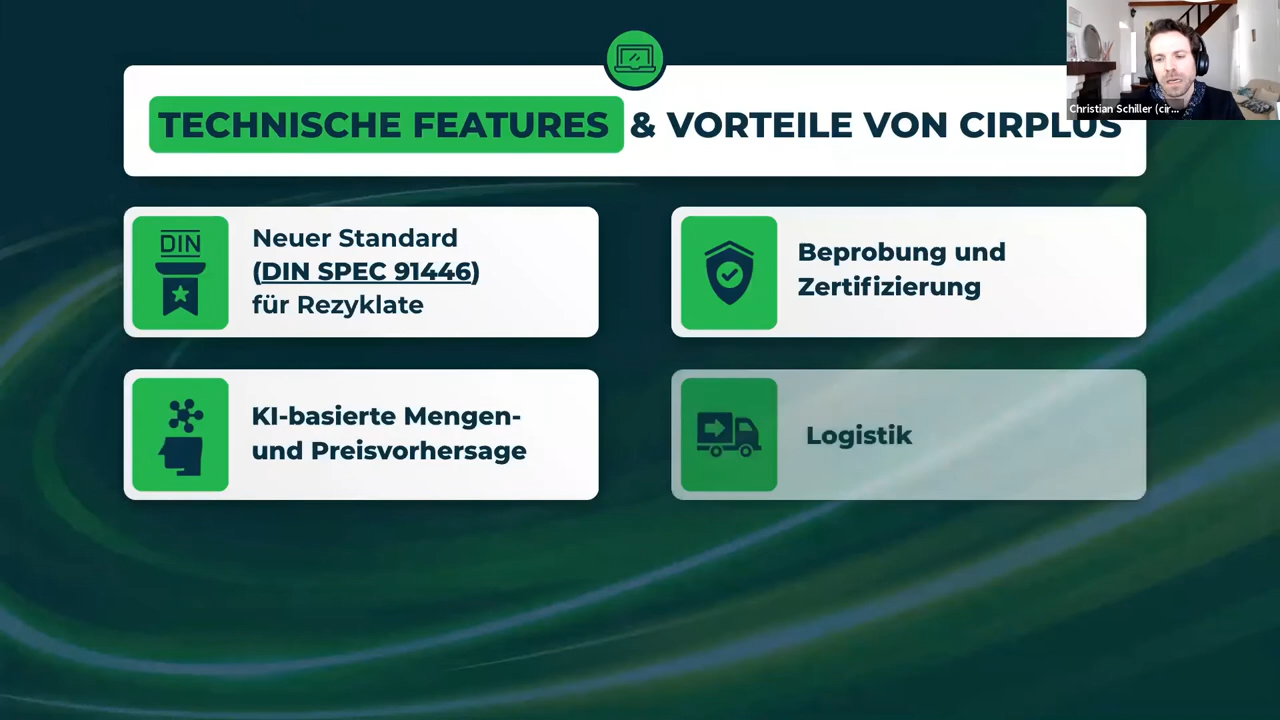 TECHNISCHE FEATURES & VORTEILE VON CIRPLUS
Christian Schiller (cir...
DIN
Neuer Standard
(DIN SPEC 91446)
für Rezyklate
Beprobung und
Zertifizierung
KI-basierte Mengen-
und Preisvorhersage
Logistik